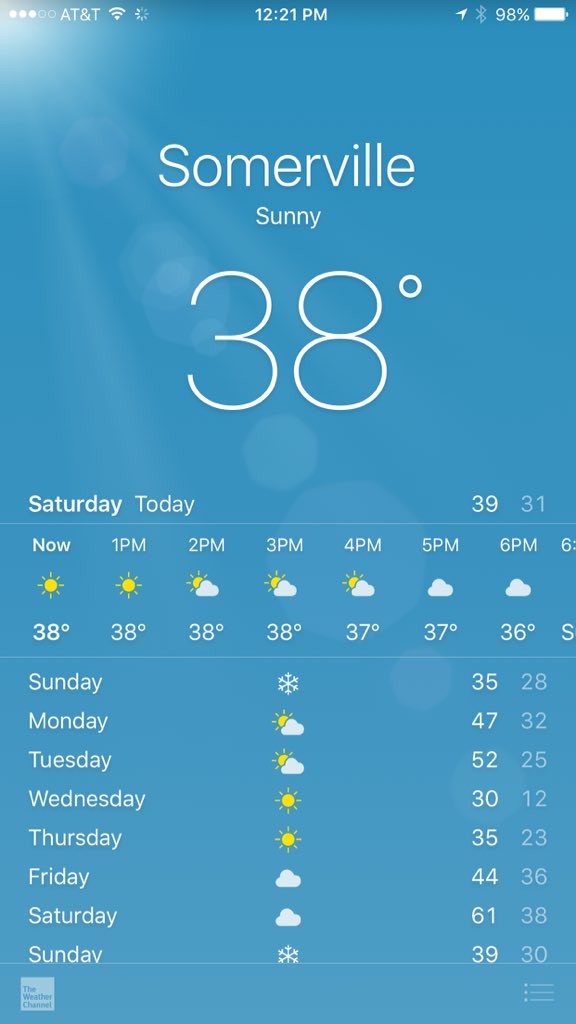 AT&T 12:21 PM 98%
Somerville
Sunny
38°
Saturday Today 39 31
Now 1PM 2PM 3PM 4PM 5PM 6PM 6:
38° 38° 38° 38° 37° 37° 36° S
Sunday 35 28
Monday 47 32
Tuesday 52 25
Wednesday 30 12
Thursday 35 23
Friday 44 36
Saturday 61 38
Sunday 39 30
The
Weather
Channel